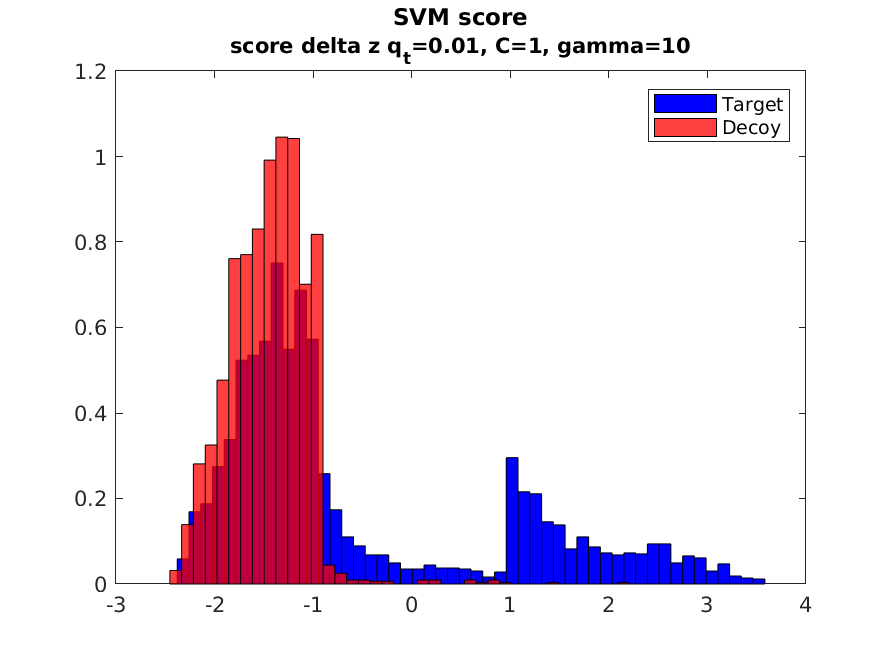 SVM score
score delta z q_t=0.01, C=1, gamma=10
Target
Decoy
1.2
1
0.8
0.6
0.4
0.2
0
-3 -2 -1 0 1 2 3 4